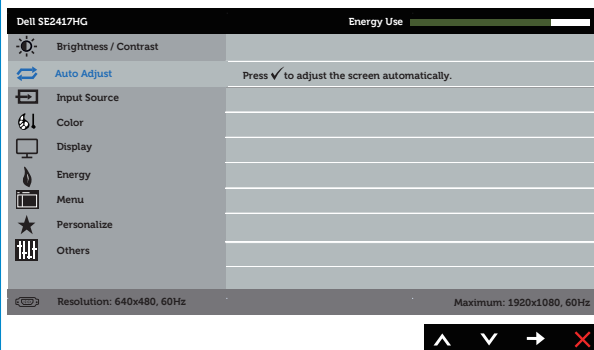 Dell SE2417HG Energy Use
Brightness / Contrast
Auto Adjust Press ✓ to adjust the screen automatically.
Input Source
Color
Display
Energy
Menu
Personalize
Others
Resolution: 640x480, 60Hz Maximum: 1920x1080, 60Hz